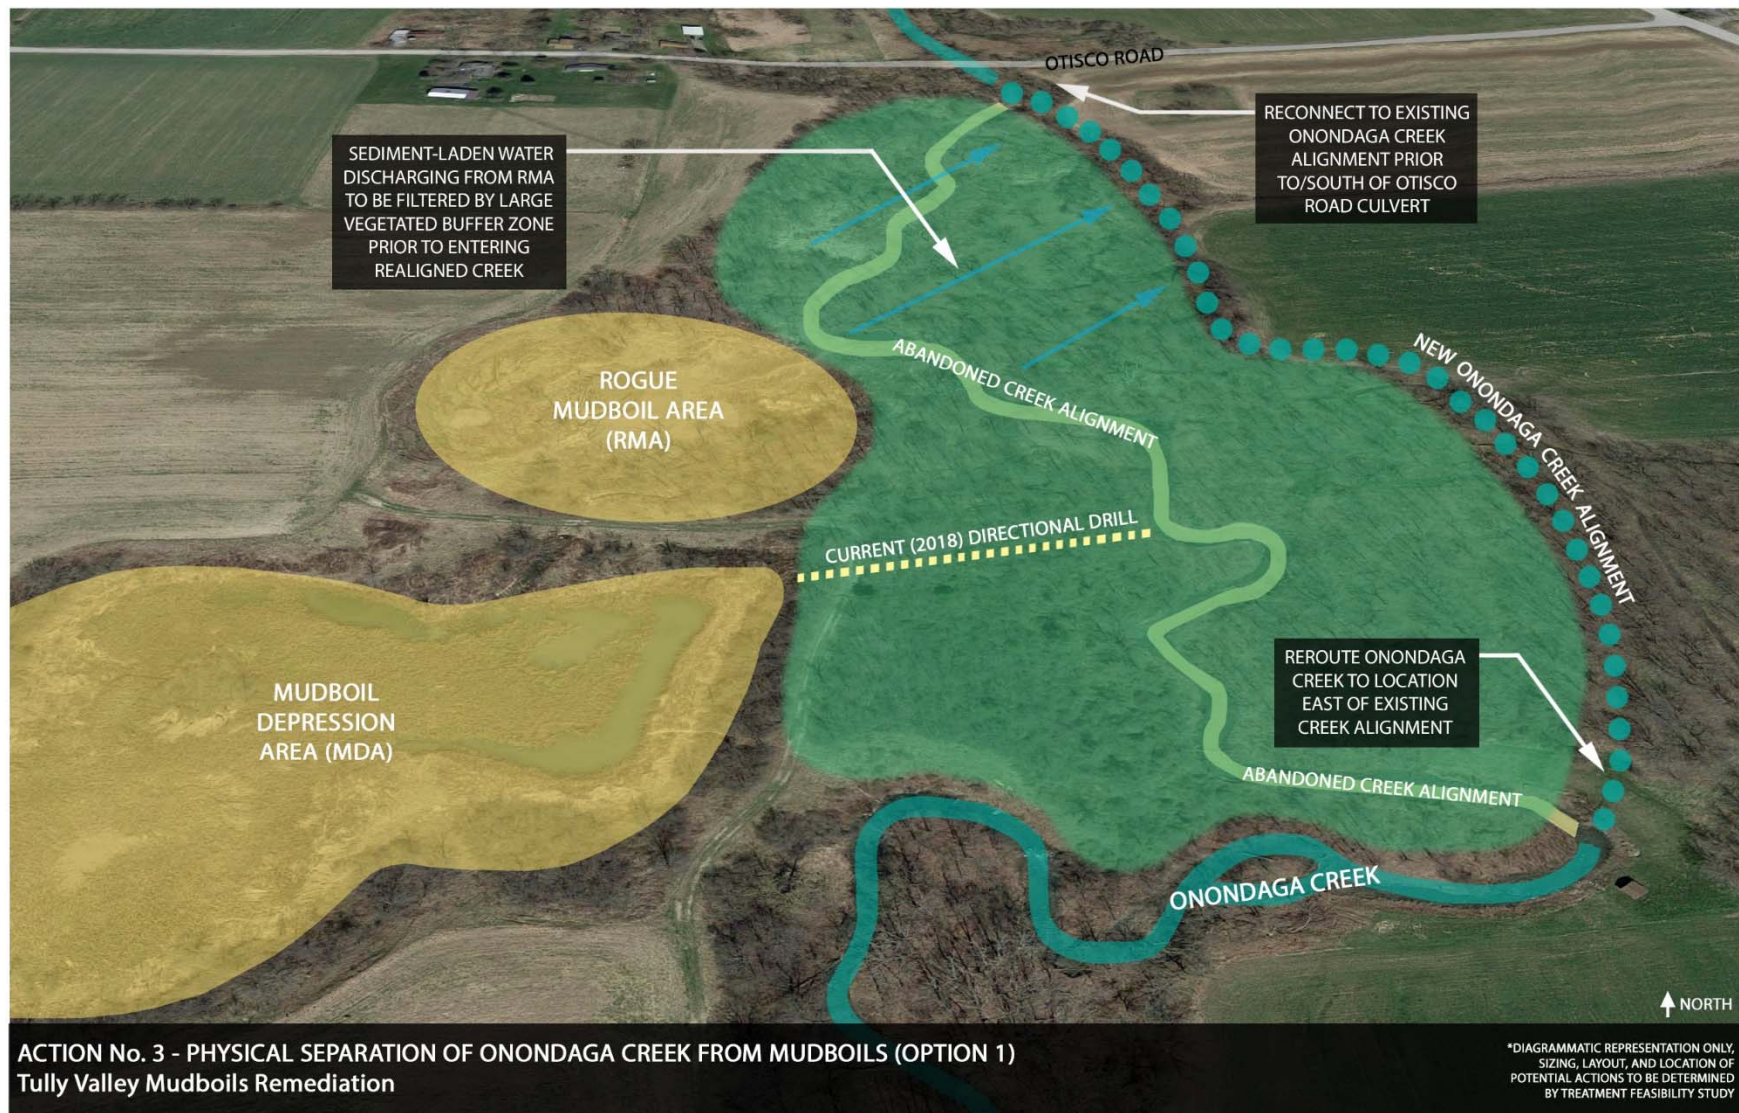 OTISCO ROAD
SEDIMENT-LADEN WATER
DISCHARGING FROM RMA
TO BE FILTERED BY LARGE
VEGETATED BUFFER ZONE
PRIOR TO ENTERING
REALIGNED CREEK
RECONNECT TO EXISTING
ONONDAGA CREEK
ALIGNMENT PRIOR
TO/SOUTH OF OTISCO
ROAD CULVERT
ROGUE
MUDBOIL AREA
(RMA)
ABANDONED CREEK ALIGNMENT
NEW ONONDAGA CREEK ALIGNMENT
CURRENT (2018) DIRECTIONAL DRILL
MUDBOIL
DEPRESSION
AREA (MDA)
REROUTE ONONDAGA
CREEK TO LOCATION
EAST OF EXISTING
CREEK ALIGNMENT
ABANDONED CREEK ALIGNMENT
ONONDAGA CREEK
NORTH
ACTION No. 3 - PHYSICAL SEPARATION OF ONONDAGA CREEK FROM MUDBOILS (OPTION 1)
Tully Valley Mudboils Remediation
*DIAGRAMMATIC REPRESENTATION ONLY,
SIZING, LAYOUT, AND LOCATION OF
POTENTIAL ACTIONS TO BE DETERMINED
BY TREATMENT FEASIBILITY STUDY